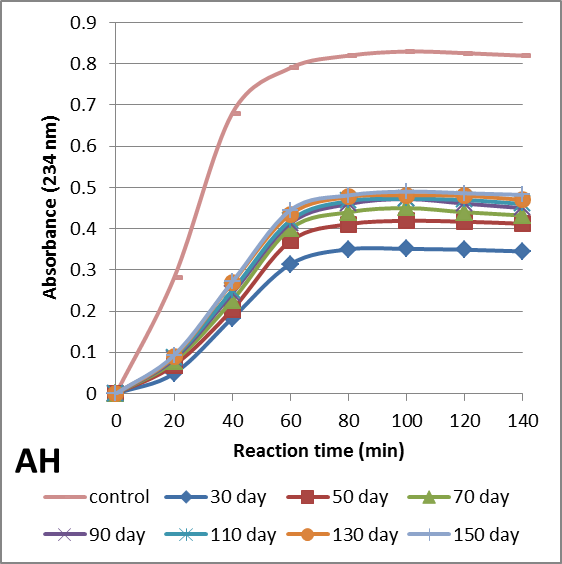 0.9
0.8
0.7
0.6
0.5
0.4
0.3
0.2
0.1
0
Absorbance (234 nm)
0 20 40 60 80 100 120 140
Reaction time (min)
AH
control 30 day 50 day 70 day
90 day 110 day 130 day 150 day